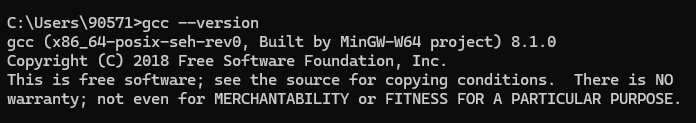 C:\Users\90571>gcc --version
gcc (x86_64-posix-seh-rev0, Built by MinGW-W64 project) 8.1.0
Copyright (C) 2018 Free Software Foundation, Inc.
This is free software; see the source for copying conditions.  There is NO
warranty; not even for MERCHANTABILITY or FITNESS FOR A PARTICULAR PURPOSE.